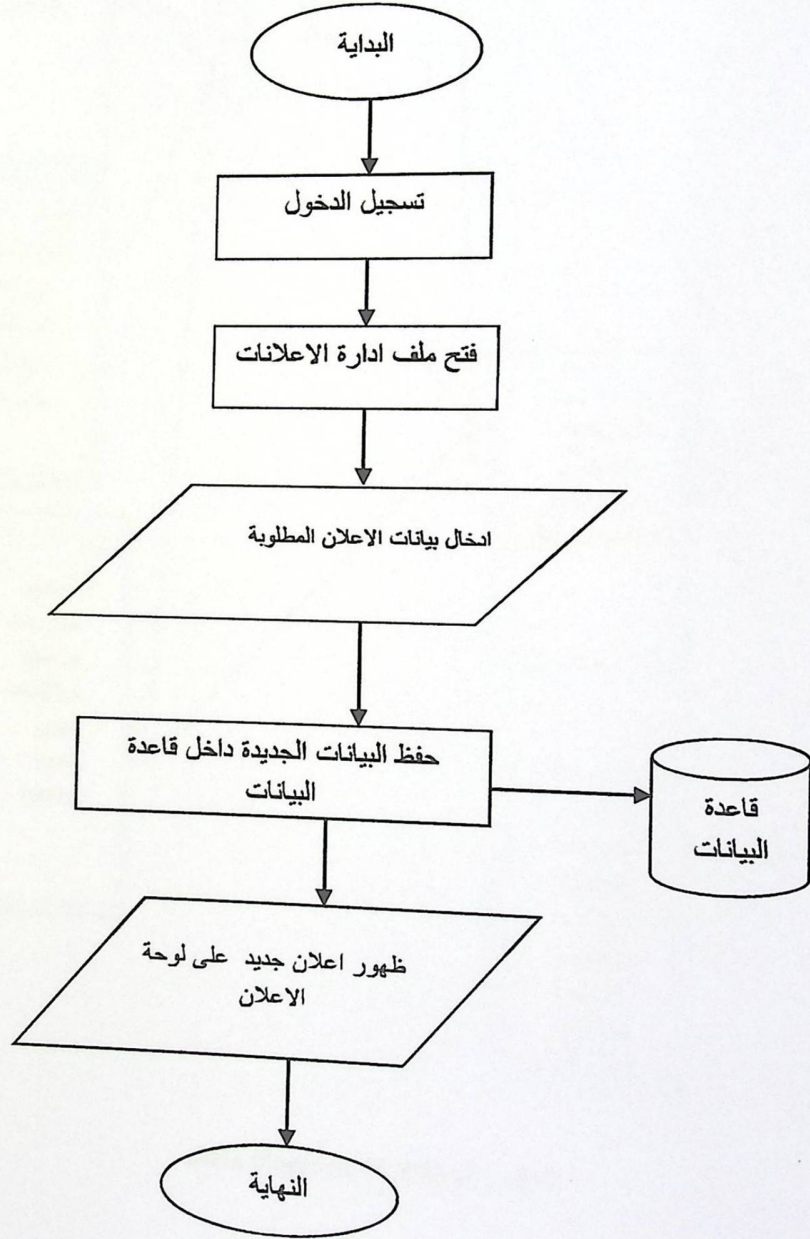 البداية
تسجيل الدخول
فتح ملف ادارة الاعلانات
ادخال بيانات الاعلان المطلوبة
حفظ البيانات الجديدة داخل قاعدة
البيانات
قاعدة
البيانات
ظهور اعلان جديد على لوحة
الاعلان
النهاية